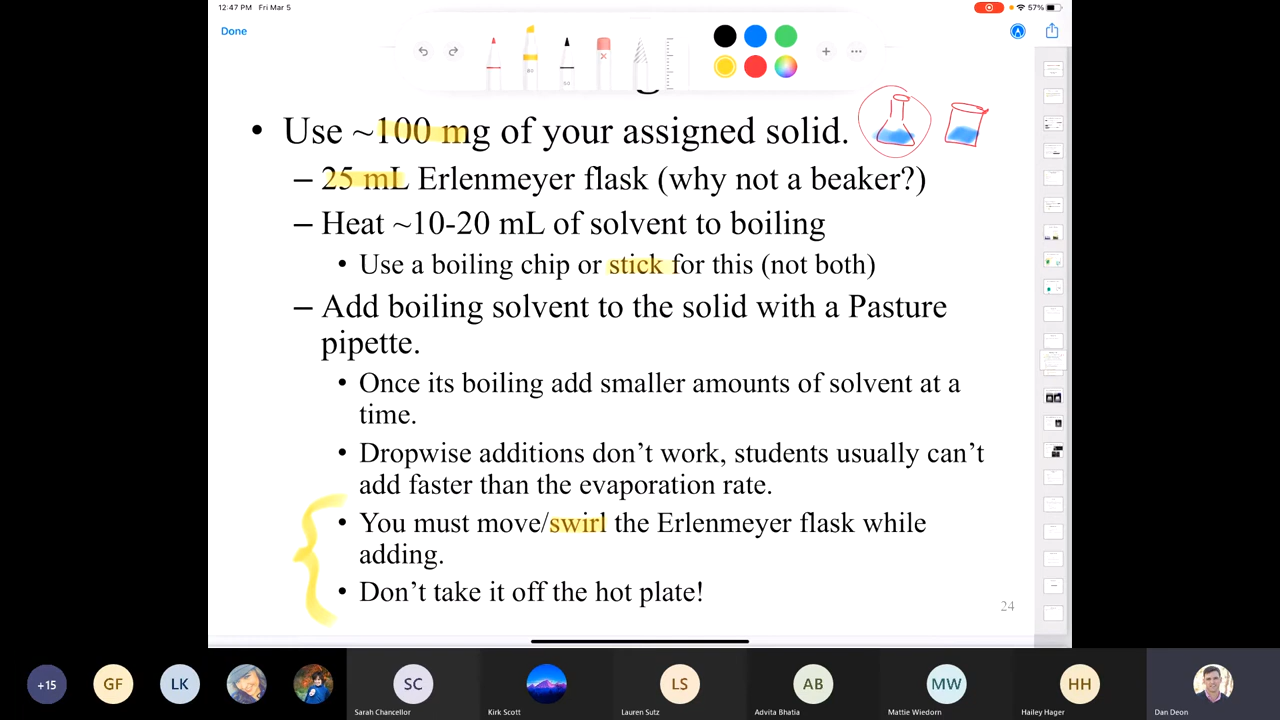 12:47 PM Fri Mar 5
57%
Done
• Use ~100 mg of your assigned solid.
– 25 mL Erlenmeyer flask (why not a beaker?)
– Heat ~10-20 mL of solvent to boiling
• Use a boiling chip or stick for this (not both)
– Add boiling solvent to the solid with a Pasture
pipette.
• Once its boiling add smaller amounts of solvent at a
time.
• Dropwise additions don’t work, students usually can’t
add faster than the evaporation rate.
• You must move/swirl the Erlenmeyer flask while
adding.
• Don’t take it off the hot plate!
24
+15 GF LK SC LS AB MW HH
Sarah Chancellor Kirk Scott Lauren Sutz Advita Bhatia Mattie Wiedorn Hailey Hager Dan Deon